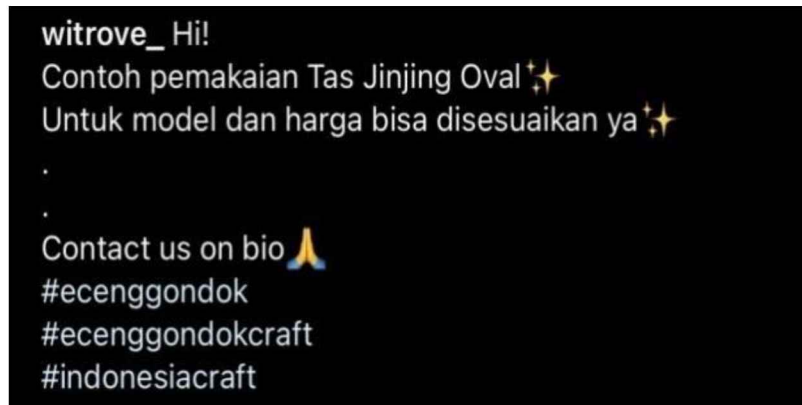 witrove_ Hi!
Contoh pemakaian Tas Jinjing Oval✨
Untuk model dan harga bisa disesuaikan ya✨
.
.
Contact us on bio🙏
#ecenggondok
#ecenggondokcraft
#indonesiacraft